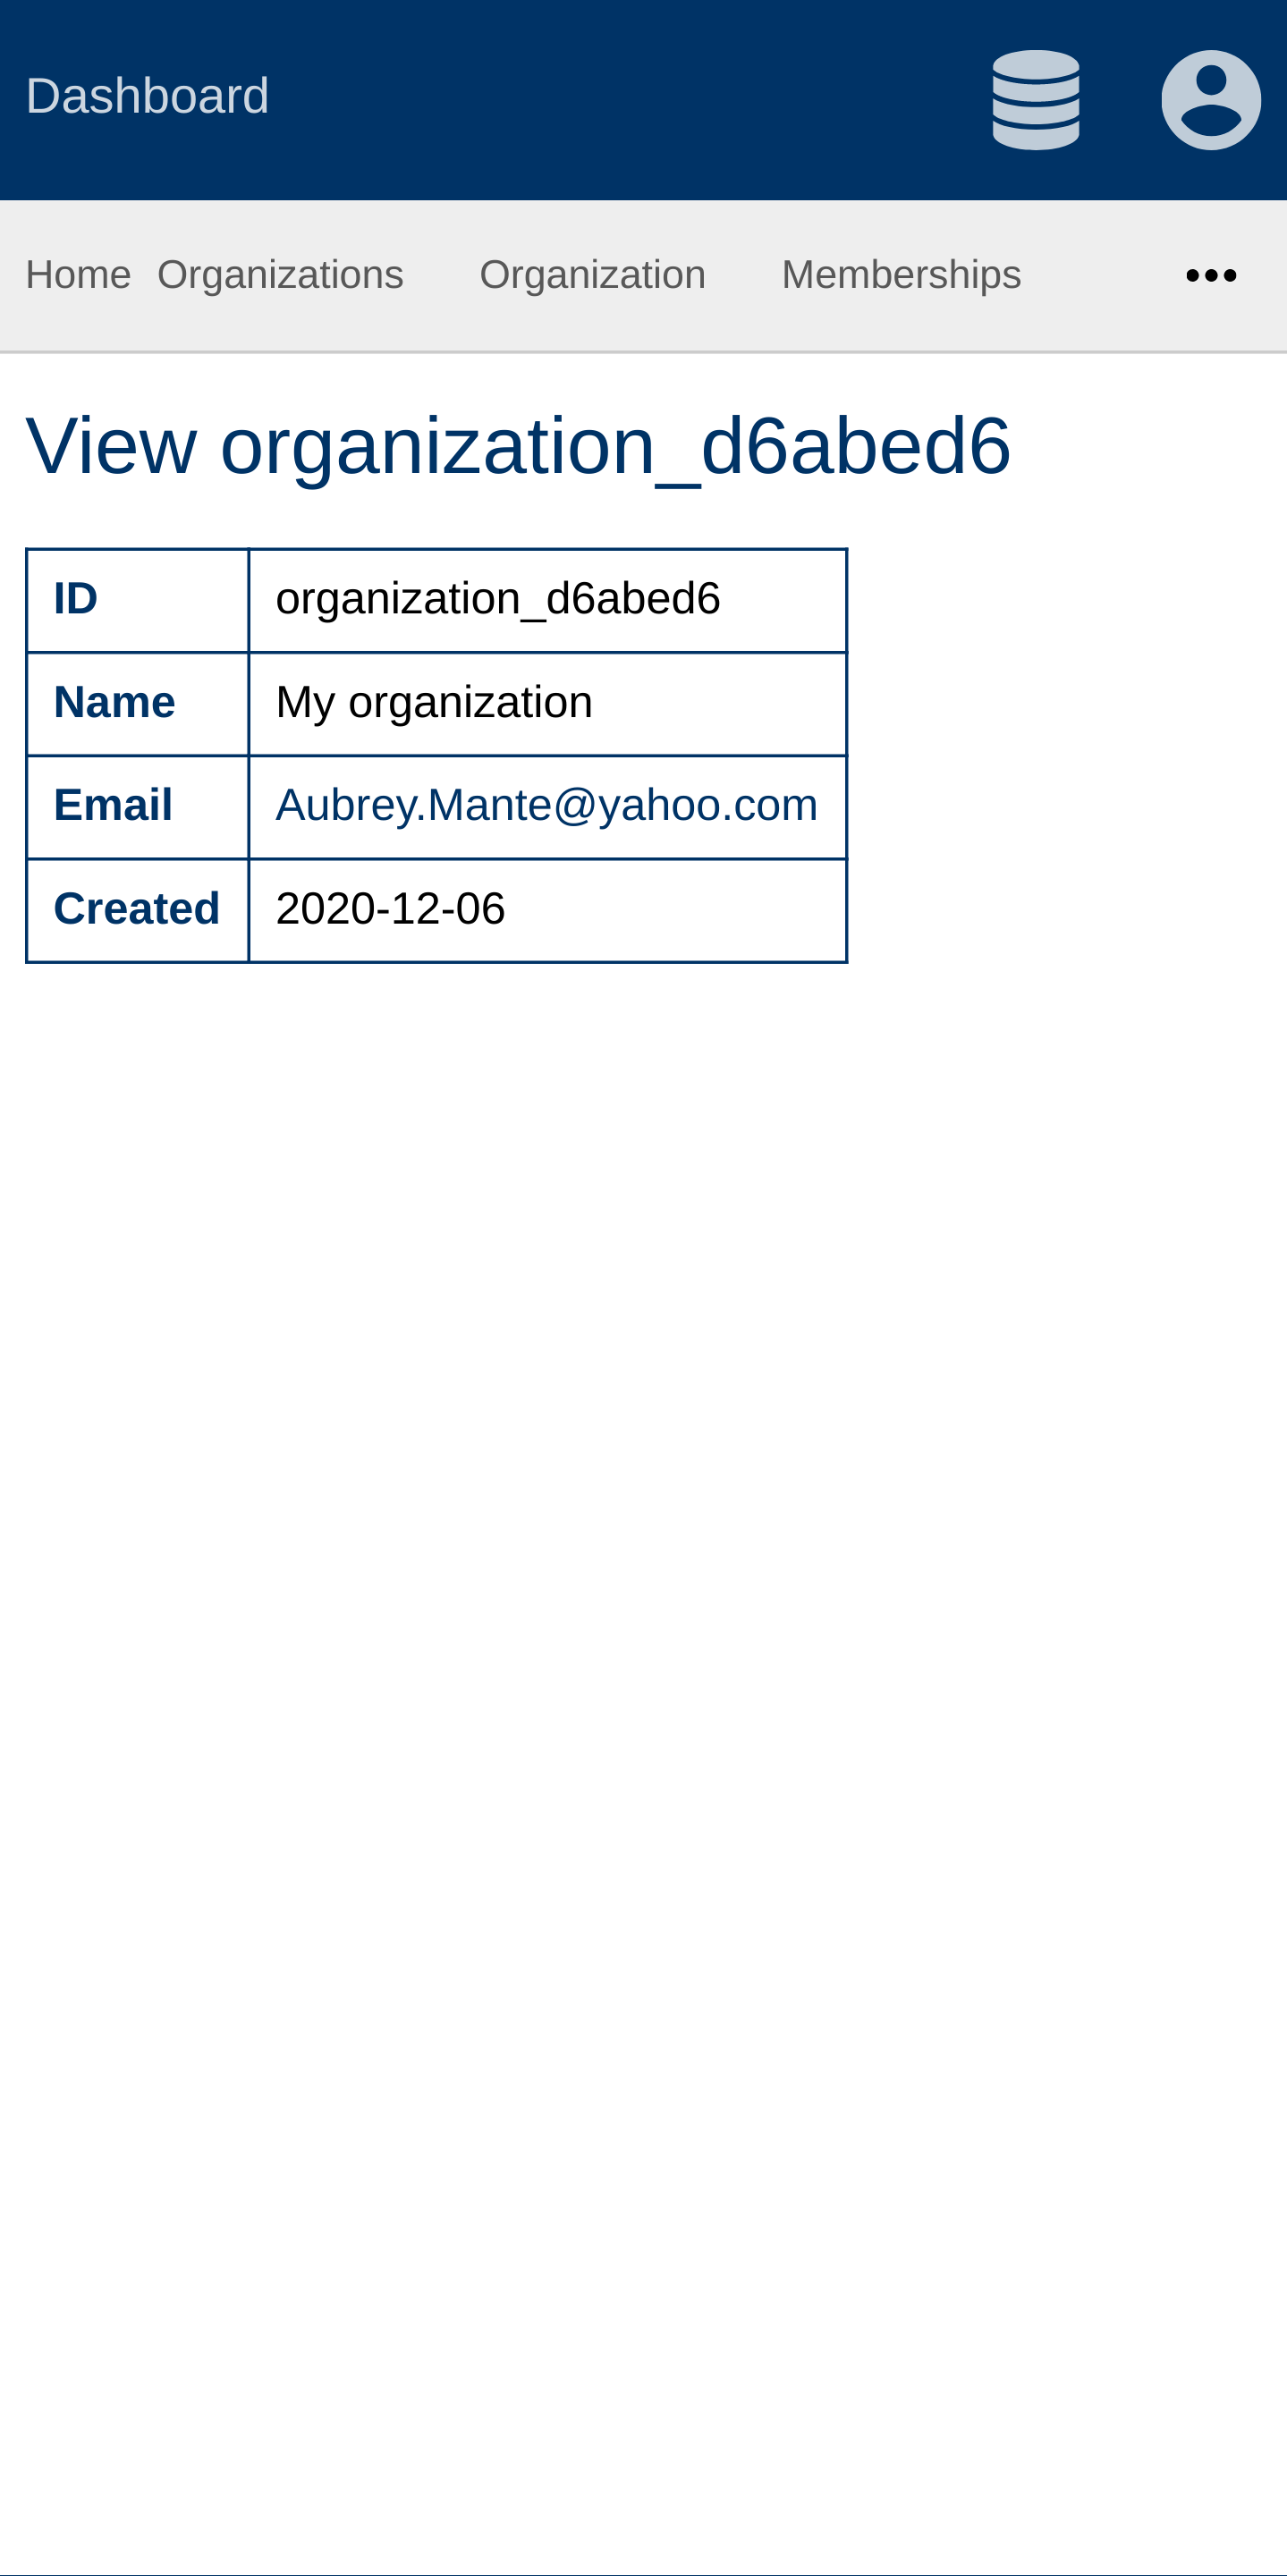 Dashboard
Home Organizations Organization Memberships
View organization_d6abed6
ID organization_d6abed6
Name My organization
Email Aubrey.Mante@yahoo.com
Created 2020-12-06